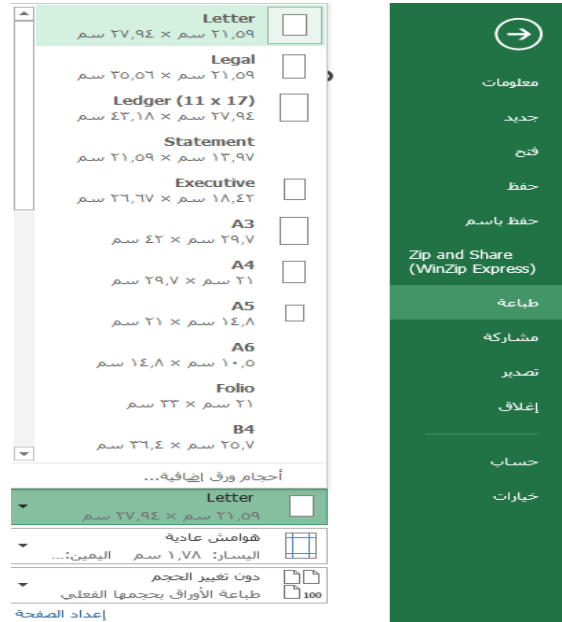 معلومات
جديد
فتح
حفظ
حفظ باسم
Zip and Share
(WinZip Express)
طباعة
مشاركة
تصدير
إغلاق
حساب
خيارات
Letter
٢١,٥٩ سم × ٢٧,٩٤ سم
Legal
٢١,٥٩ سم × ٣٥,٥٦ سم
Ledger (11 x 17)
٢٧,٩٤ سم × ٤٣,١٨ سم
Statement
١٣,٩٧ سم × ٢١,٥٩ سم
Executive
١٨,٤٢ سم × ٢٦,٦٧ سم
A3
٢٩,٧ سم × ٤٢ سم
A4
٢١ سم × ٢٩,٧ سم
A5
١٤,٨ سم × ٢١ سم
A6
١٠,٥ سم × ١٤,٨ سم
Folio
٢١ سم × ٣٣ سم
B4
٢٥,٧ سم × ٣٦,٤ سم
أحجام ورق إضافية...
Letter
٢١,٥٩ سم × ٢٧,٩٤ سم
هوامش عادية
اليسار: ١,٧٨ سم اليمين:...
دون تغيير الحجم
طباعة الأوراق بحجمها الفعلي
100
إعداد الصفحة